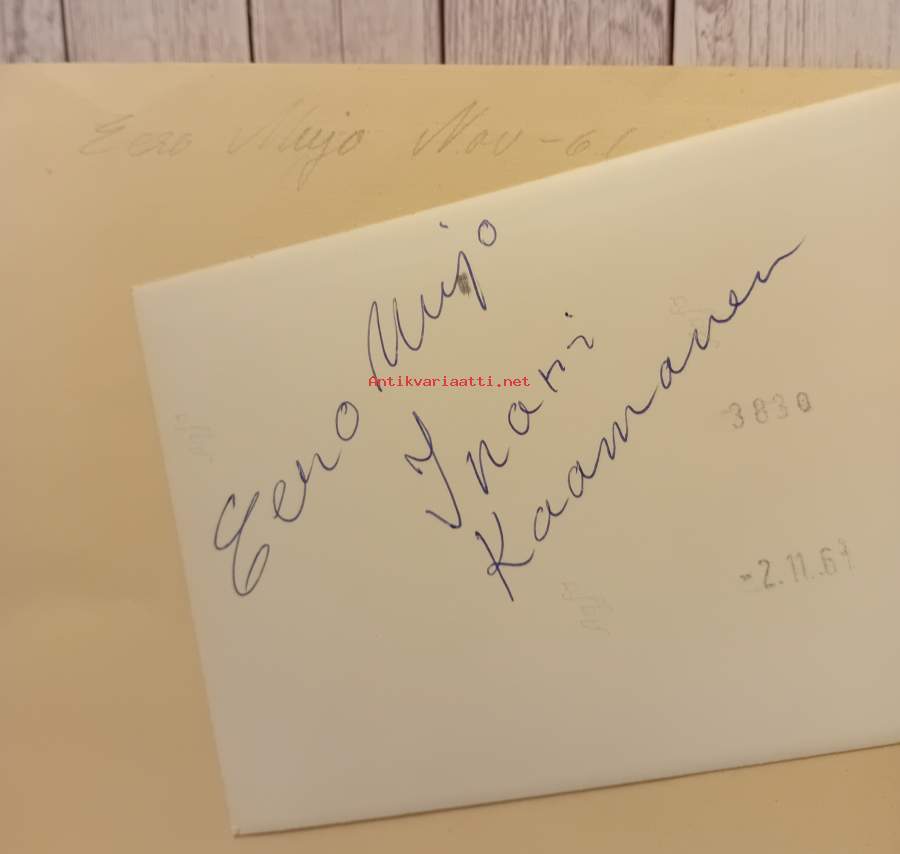 Eero Mujo Nov -61
Eero Mujo
Inari
Kaamanen
Antikvariaatti.net
3830
-2.11.61